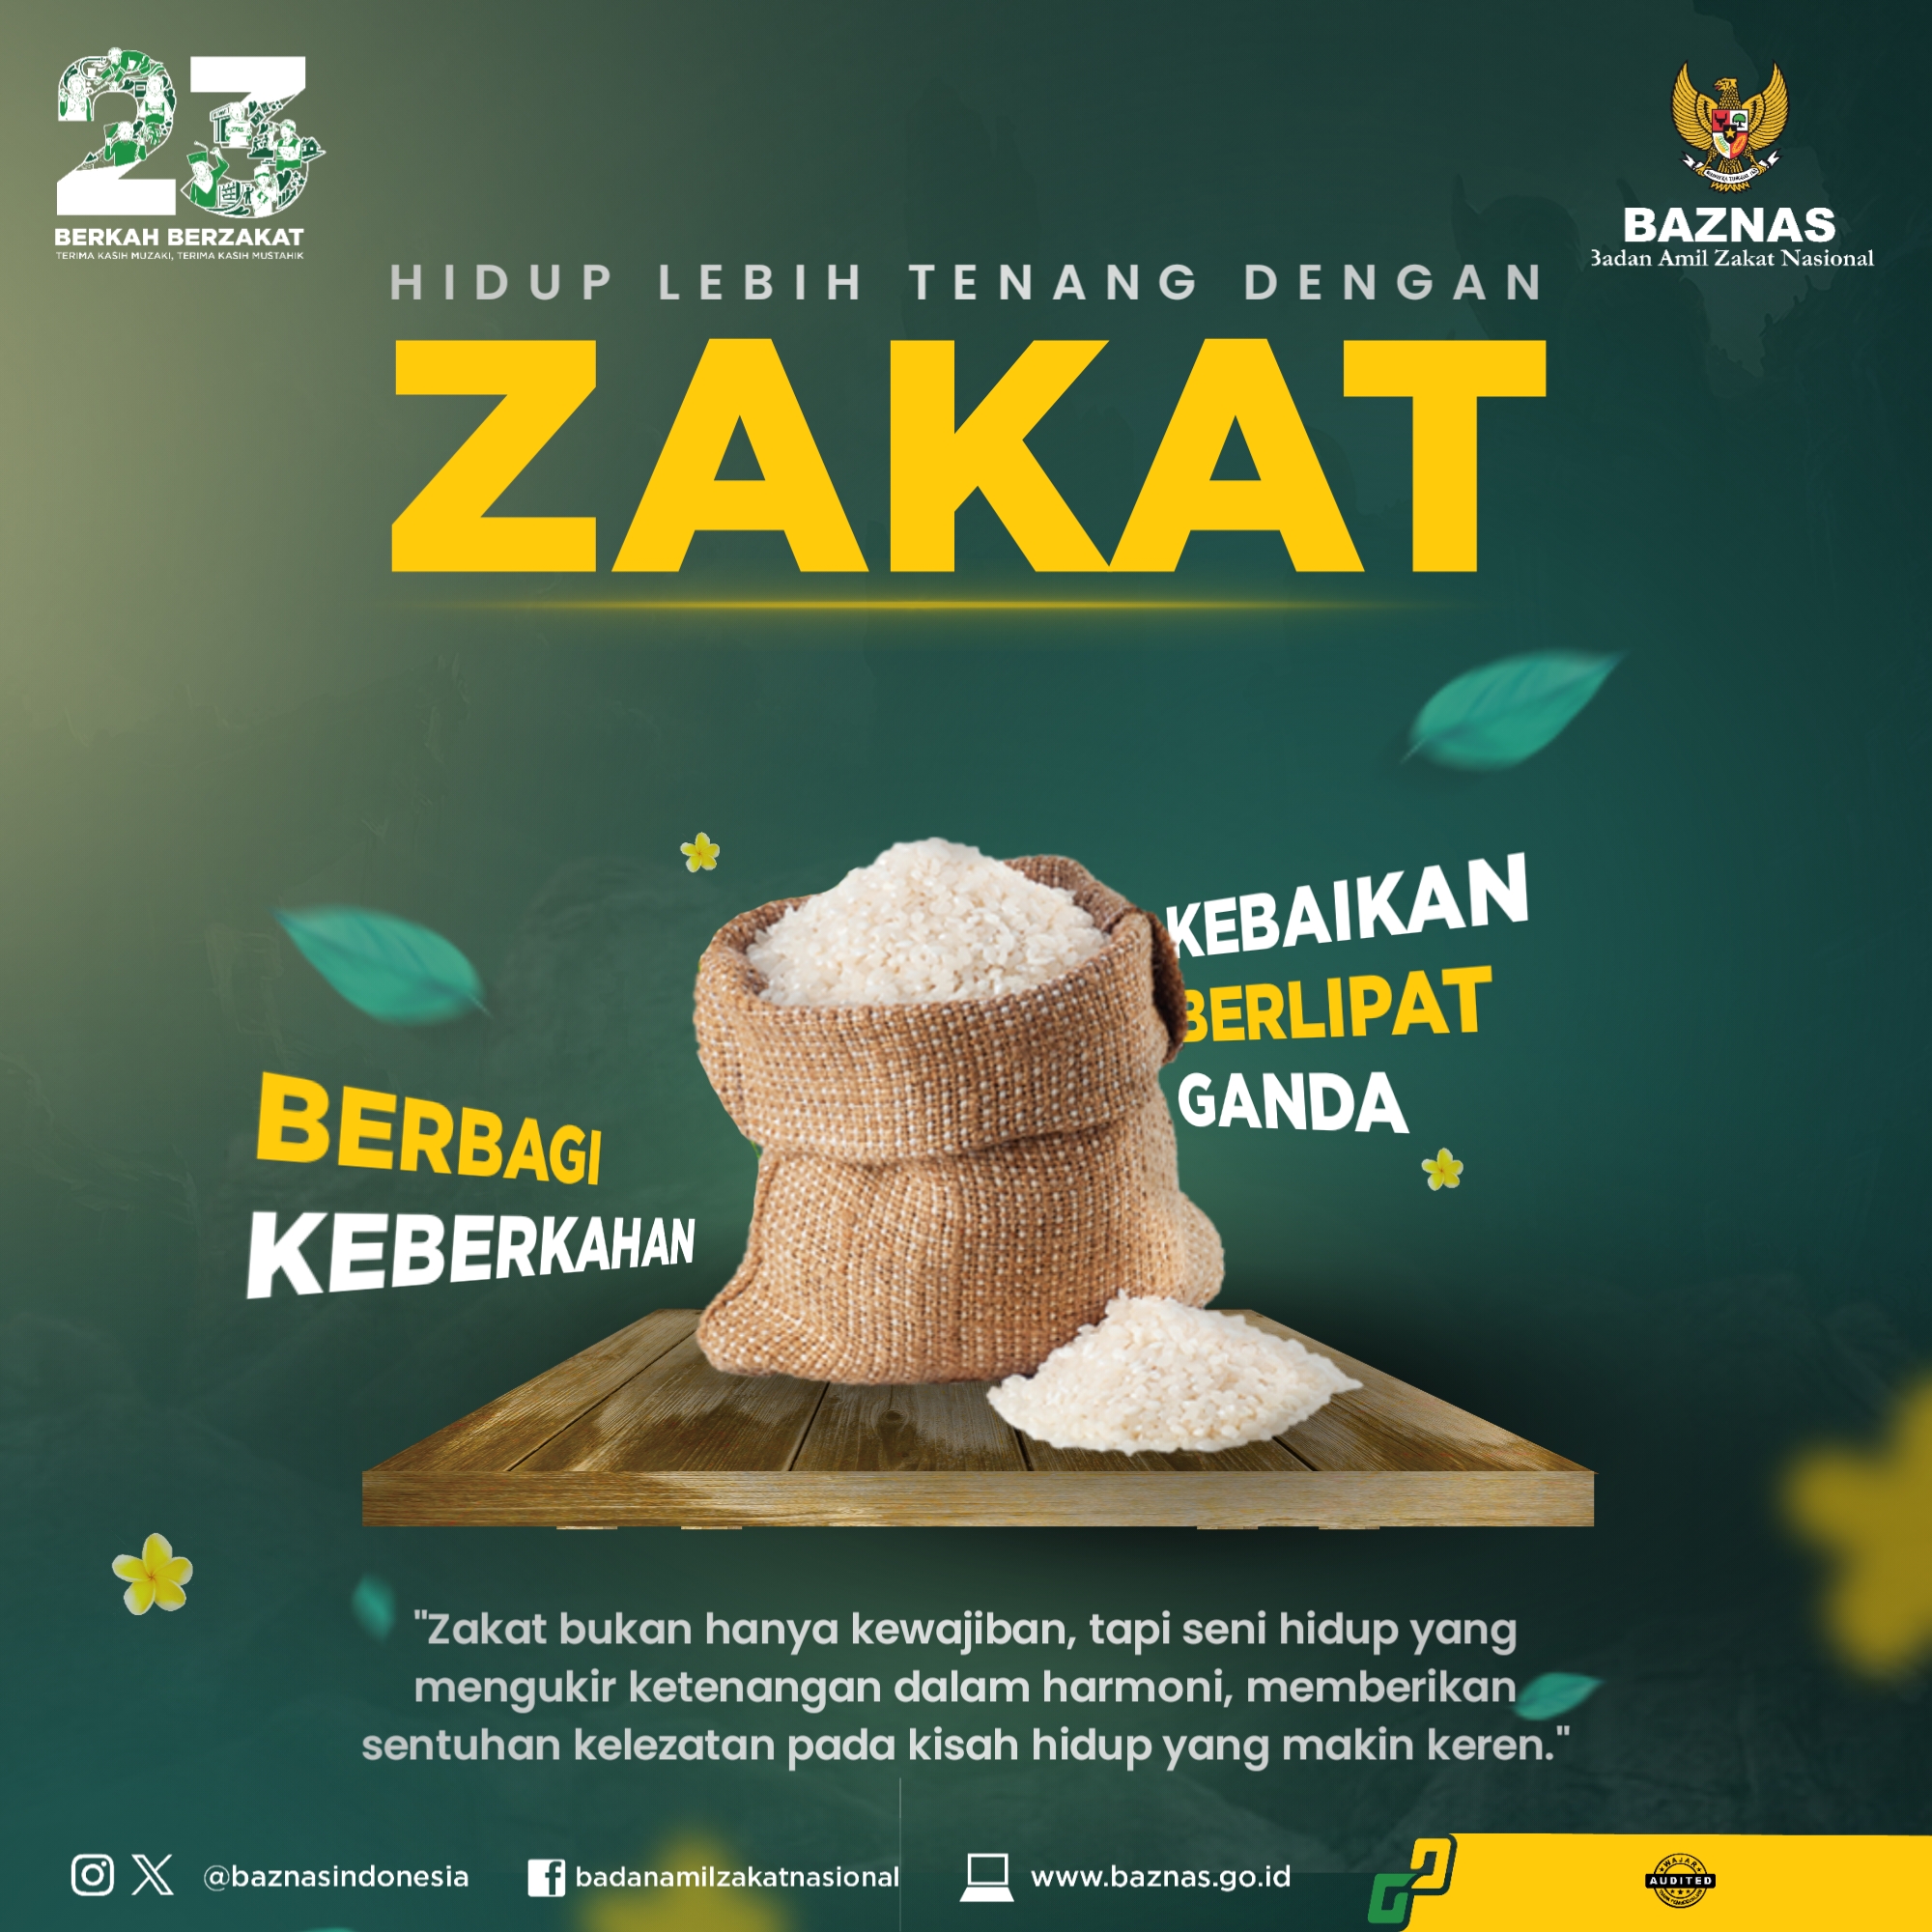 23
BERKAH BERZAKAT
TERIMA KASIH MUZAKI, TERIMA KASIH MUSTAHIK
BAZNAS
Badan Amil Zakat Nasional
HIDUP LEBIH TENANG DENGAN
ZAKAT
KEBAIKAN
BERLIPAT
GANDA
BERBAGI
KEBERKAHAN
"Zakat bukan hanya kewajiban, tapi seni hidup yang
mengukir ketenangan dalam harmoni, memberikan
sentuhan kelezatan pada kisah hidup yang makin keren."
@baznasindonesia
badanamilzakatnasional
www.baznas.go.id
WAJAR
AUDITED